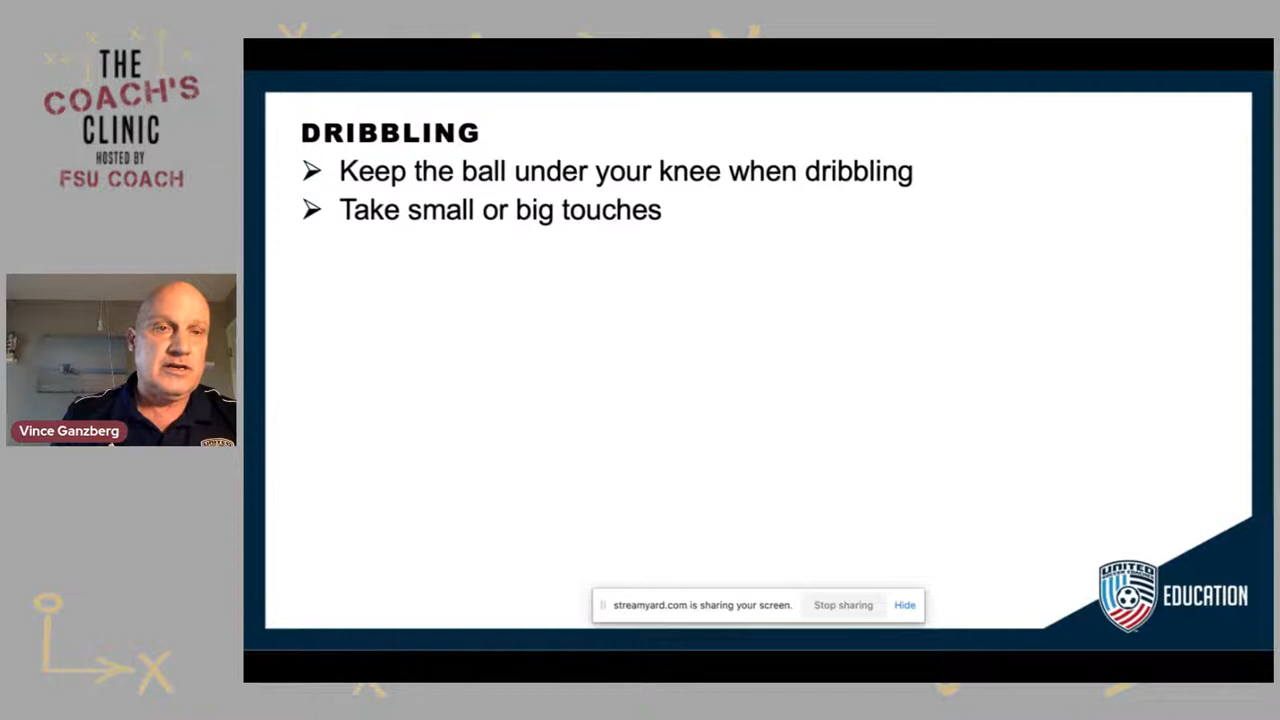 THE
COACH'S
CLINIC
HOSTED BY
FSU COACH
DRIBBLING
➢ Keep the ball under your knee when dribbling
➢ Take small or big touches
Vince Ganzberg
streamyard.com is sharing your screen. Stop sharing Hide
UNITED
EDUCATION
X